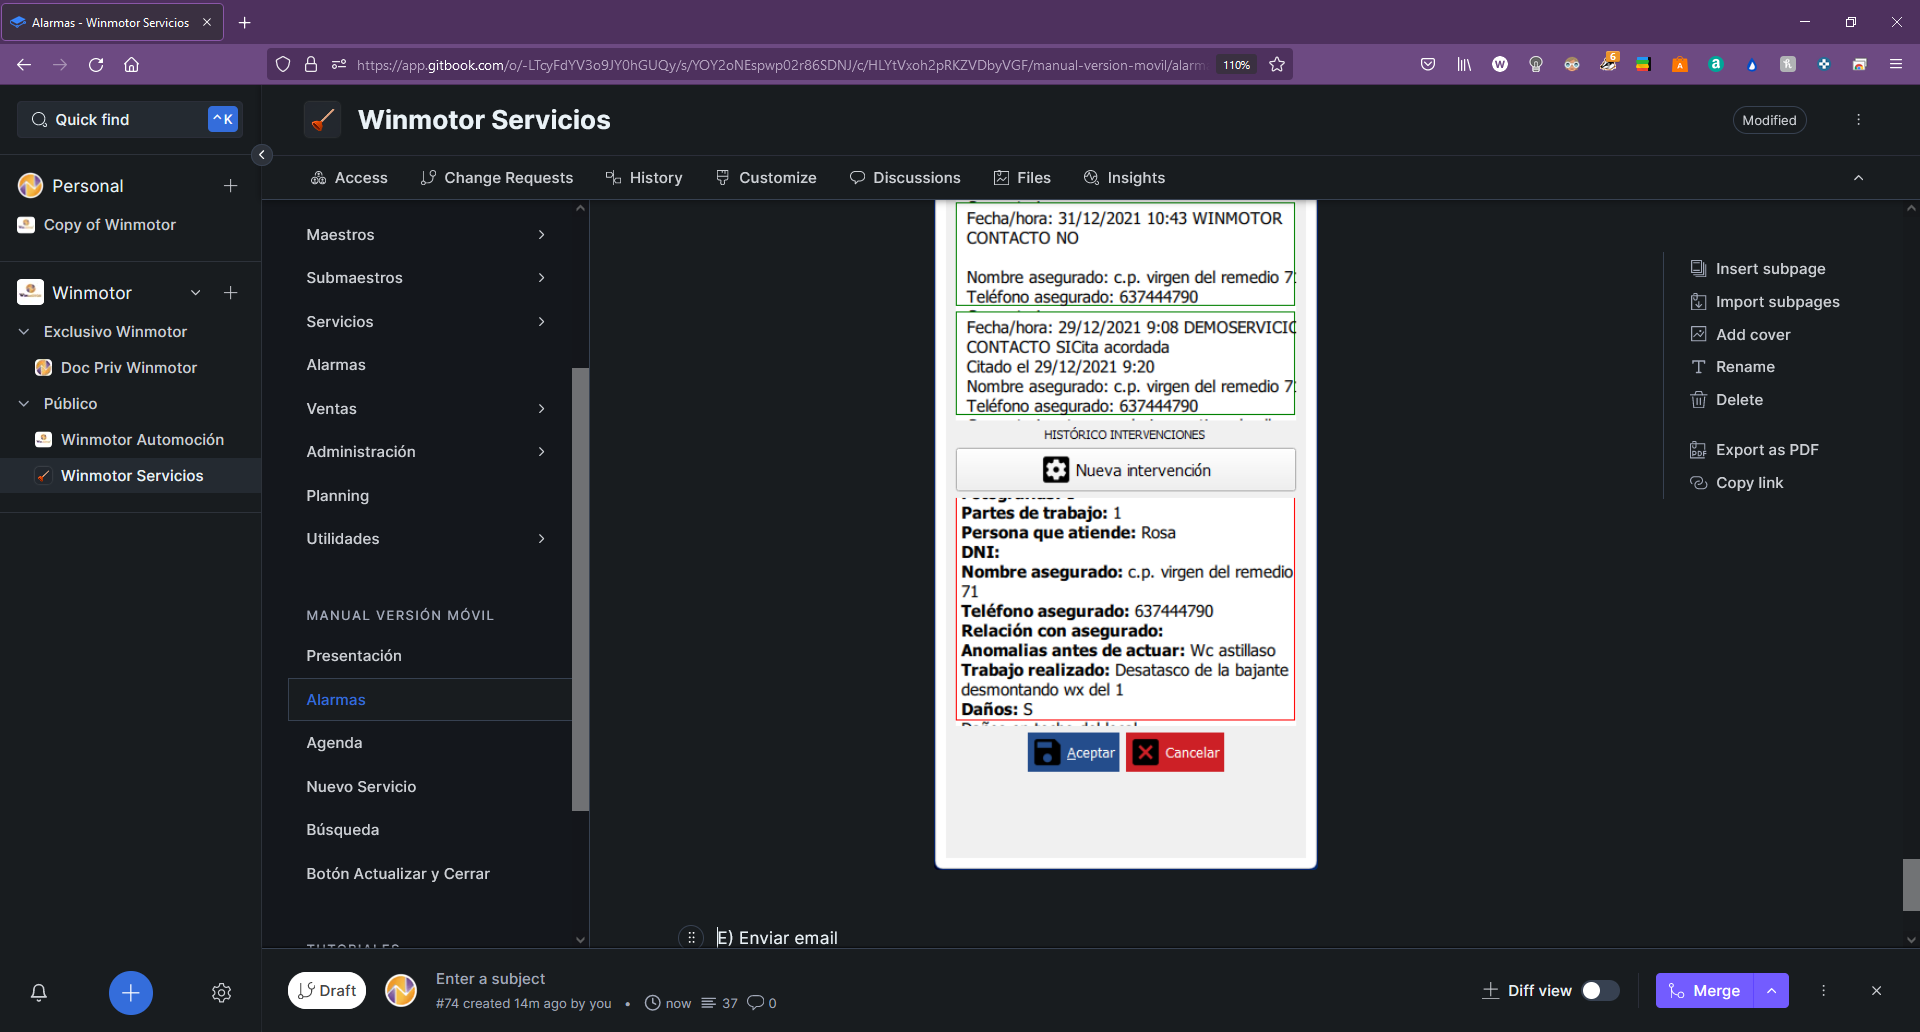 Alarmas - Winmotor Servicios
https://app.gitbook.com/o/-LTcyFdYV3o9JY0hGUQy/s/YOY2oNEspwp02r86SDNJ/c/HLYtVxoh2pRKZVDbyVGF/manual-version-movil/alarm
110%
6
Quick find
^ K
Winmotor Servicios
Modified
Personal
Copy of Winmotor
Winmotor
Exclusivo Winmotor
Doc Priv Winmotor
Público
Winmotor Automoción
Winmotor Servicios
Access
Change Requests
History
Customize
Discussions
Files
Insights
Maestros
Submaestros
Servicios
Alarmas
Ventas
Administración
Planning
Utilidades
MANUAL VERSIÓN MÓVIL
Presentación
Alarmas
Agenda
Nuevo Servicio
Búsqueda
Botón Actualizar y Cerrar
TUTORIALES
Fecha/hora: 31/12/2021 10:43 WINMOTOR
CONTACTO NO
Nombre asegurado: c.p. virgen del remedio 7
Teléfono asegurado: 637444790
Fecha/hora: 29/12/2021 9:08 DEMOSERVICIO
CONTACTO SICita acordada
Citado el 29/12/2021 9:20
Nombre asegurado: c.p. virgen del remedio 7
Teléfono asegurado: 637444790
HISTÓRICO INTERVENCIONES
Nueva intervención
Partes de trabajo: 1
Persona que atiende: Rosa
DNI:
Nombre asegurado: c.p. virgen del remedio
71
Teléfono asegurado: 637444790
Relación con asegurado:
Anomalias antes de actuar: Wc astillaso
Trabajo realizado: Desatasco de la bajante
desmontando wx del 1
Daños: S
Aceptar
Cancelar
E) Enviar email
Insert subpage
Import subpages
Add cover
Rename
Delete
Export as PDF
Copy link
Draft
Enter a subject
#74 created 14m ago by you • now 37 0
Diff view
Merge